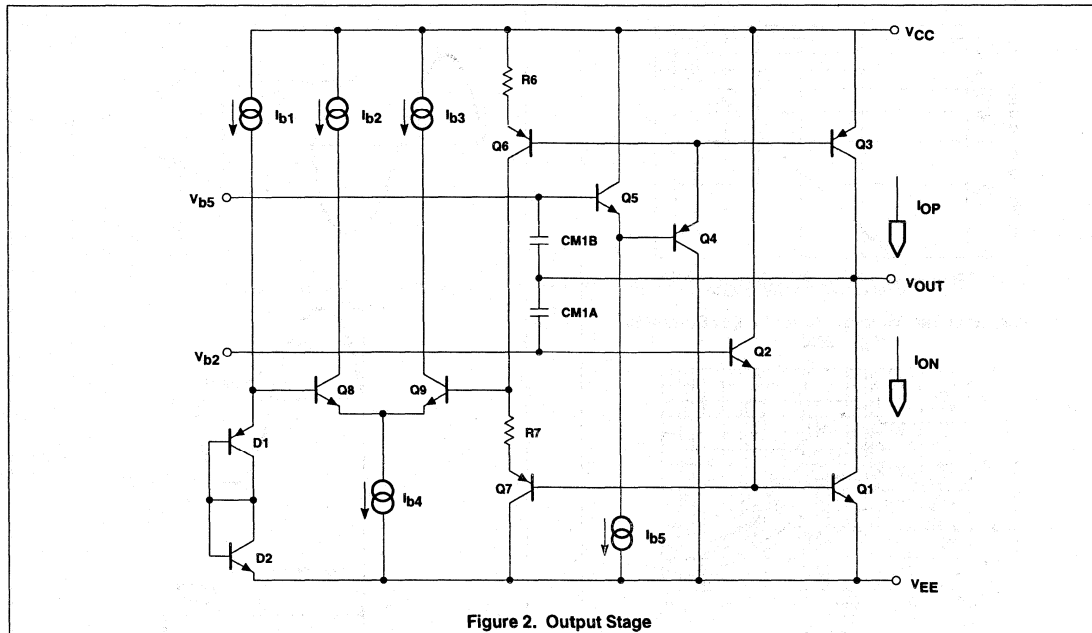 VCC
R6
Ib1
Ib2
Ib3
Q6
Q3
Vb5
Q5
IOP
CM1B
Q4
VOUT
CM1A
Vb2
Q2
ION
Q8
Q9
D1
R7
Q7
Q1
Ib4
Ib5
D2
VEE
Figure 2. Output Stage